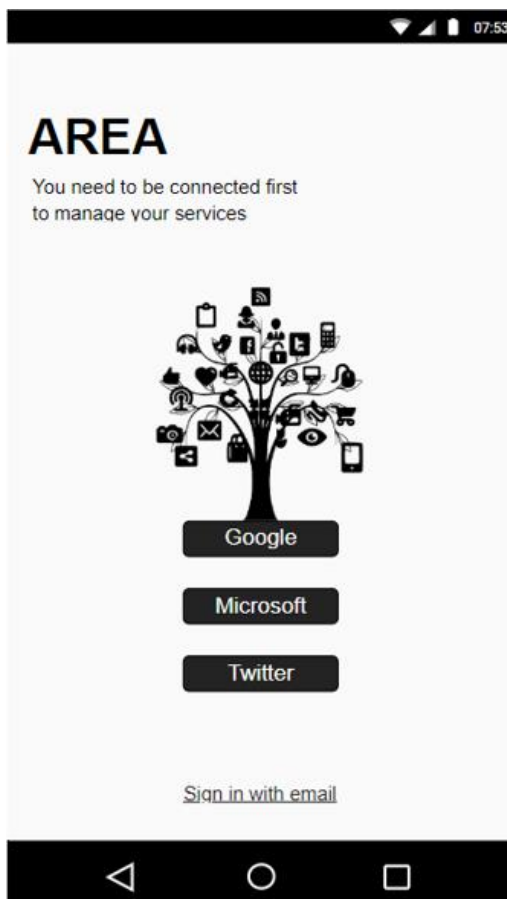 07:53
AREA
You need to be connected first
to manage your services
Google
Microsoft
Twitter
Sign in with email